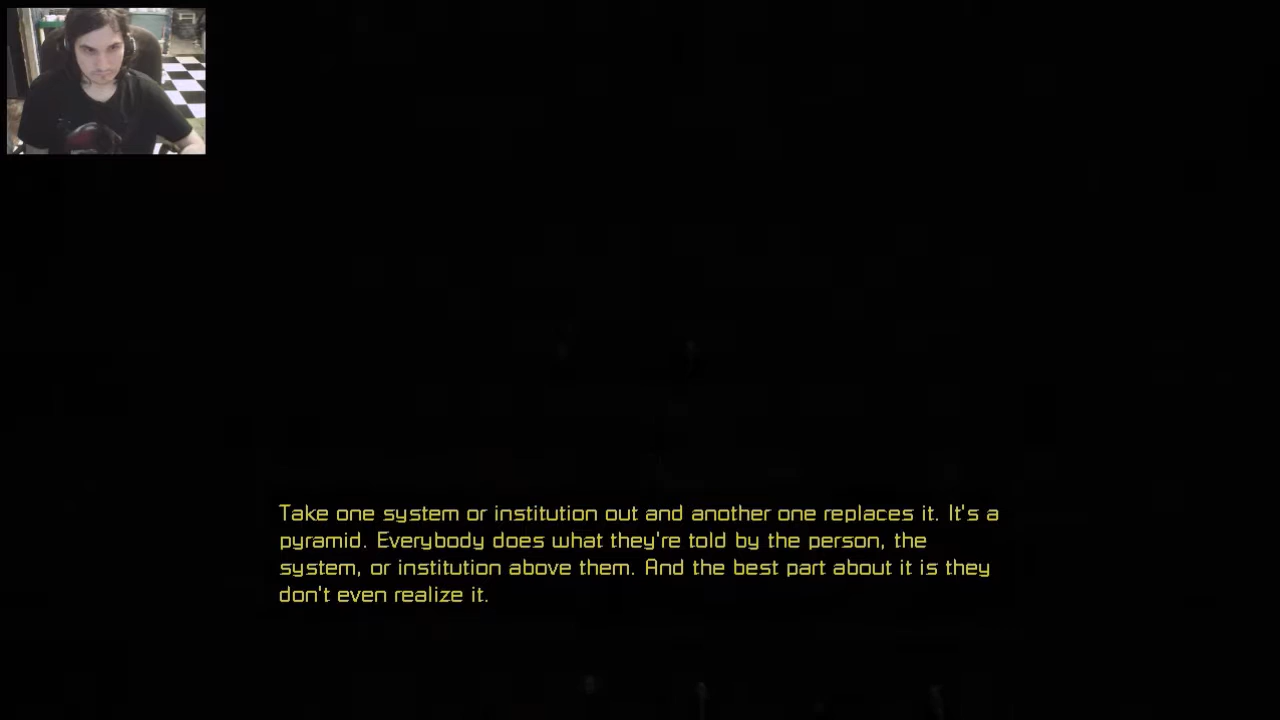 Take one system or institution out and another one replaces it. It's a
pyramid. Everybody does what they're told by the person, the
system, or institution above them. And the best part about it is they
don't even realize it.